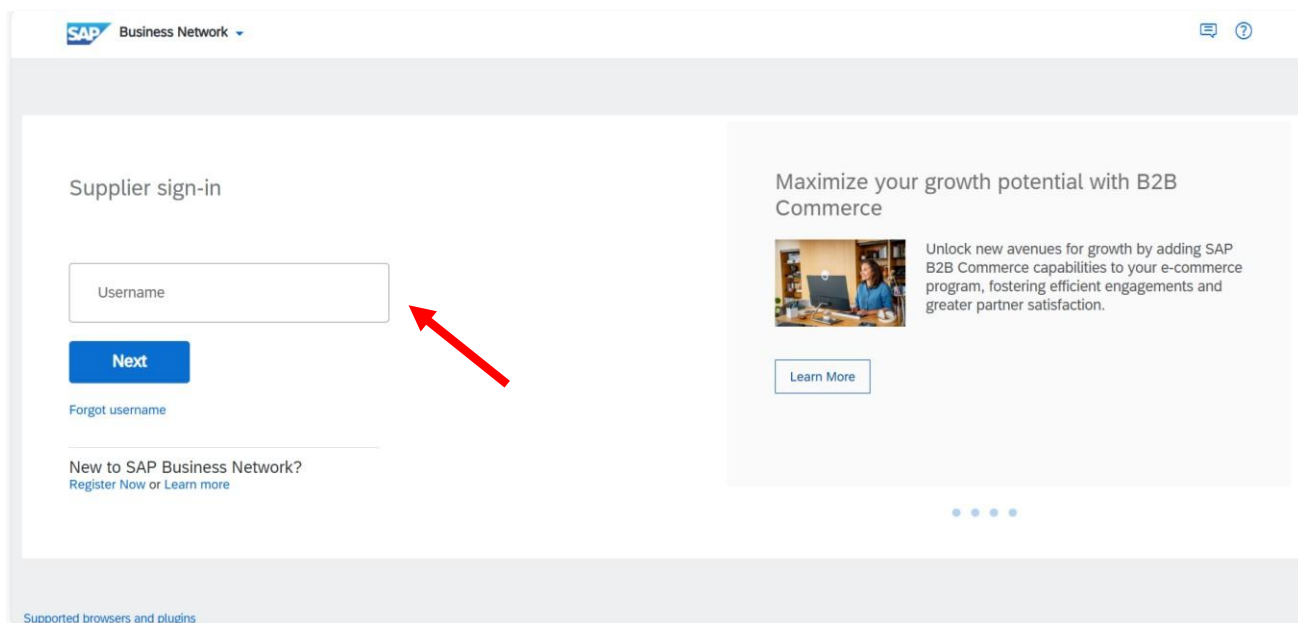 SAP Business Network
Supplier sign-in
Username
Next
Forgot username
New to SAP Business Network?
Register Now or Learn more
Maximize your growth potential with B2B
Commerce
Unlock new avenues for growth by adding SAP
B2B Commerce capabilities to your e-commerce
program, fostering efficient engagements and
greater partner satisfaction.
Learn More
Supported browsers and plugins